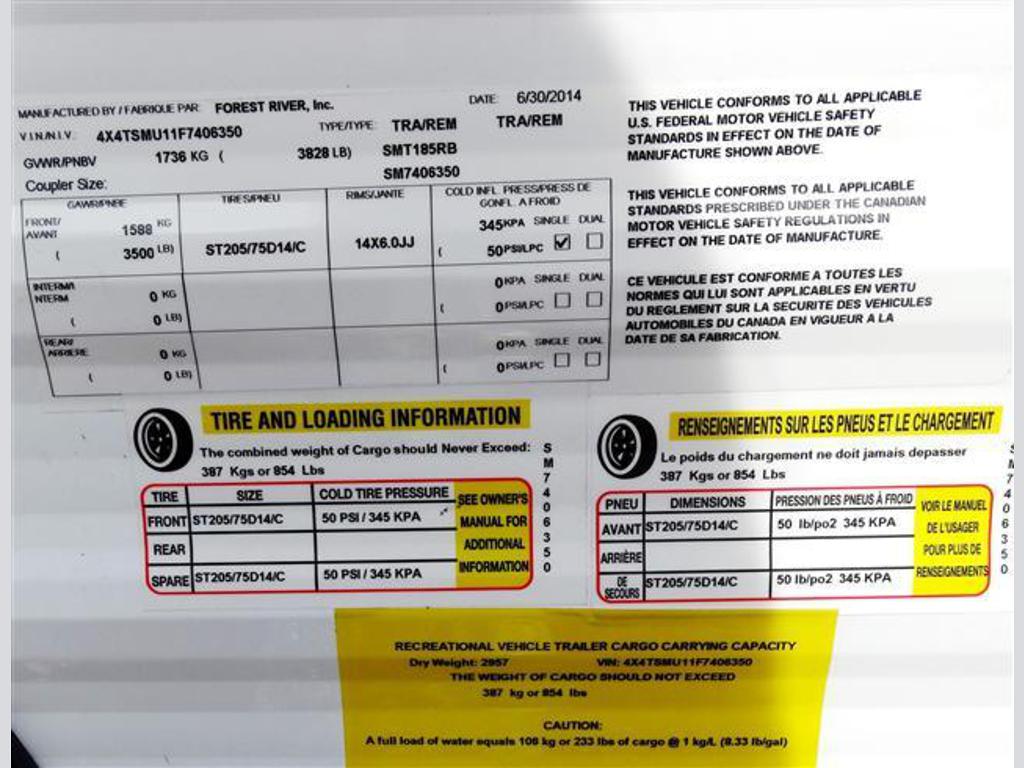 MANUFACTURED BY / FABRIQUE PAR: FOREST RIVER, Inc. DATE: 6/30/2014
V.I.N./N.I.V. 4X4TSMU11F7406350 TYPE/TYPE: TRA/REM TRA/REM
GVWR/PNBV 1736 KG ( 3828 LB) SMT185RB
Coupler Size: SM7406350
GAWR/PNBE TIRES/PNEU RIMS/JANTE COLD INFL. PRESS/PRESS DE
GONFL. A FROID
FRONT/ AVANT 1588 KG 345 KPA SINGLE DUAL
( 3500 LB) ST205/75D14/C 14X6.0JJ ( 50 PSI/LPC
INTERM/ INTERM 0 KG 0 KPA SINGLE DUAL
( 0 LB) ( 0 PSI/LPC
REAR/ ARRIERE 0 KG 0 KPA SINGLE DUAL
( 0 LB) ( 0 PSI/LPC
THIS VEHICLE CONFORMS TO ALL APPLICABLE
U.S. FEDERAL MOTOR VEHICLE SAFETY
STANDARDS IN EFFECT ON THE DATE OF
MANUFACTURE SHOWN ABOVE.
THIS VEHICLE CONFORMS TO ALL APPLICABLE
STANDARDS PRESCRIBED UNDER THE CANADIAN
MOTOR VEHICLE SAFETY REGULATIONS IN
EFFECT ON THE DATE OF MANUFACTURE.
CE VEHICULE EST CONFORME A TOUTES LES
NORMES QUI LUI SONT APPLICABLES EN VERTU
DU REGLEMENT SUR LA SECURITE DES VEHICULES
AUTOMOBILES DU CANADA EN VIGUEUR A LA
DATE DE SA FABRICATION.
TIRE AND LOADING INFORMATION
The combined weight of Cargo should Never Exceed:
387 Kgs or 854 Lbs
TIRE SIZE COLD TIRE PRESSURE
FRONT ST205/75D14/C 50 PSI / 345 KPA
REAR
SPARE ST205/75D14/C 50 PSI / 345 KPA
SEE OWNER'S
MANUAL FOR
ADDITIONAL
INFORMATION
SM7406350
RENSEIGNEMENTS SUR LES PNEUS ET LE CHARGEMENT
Le poids du chargement ne doit jamais depasser
387 Kgs or 854 Lbs
PNEU DIMENSIONS PRESSION DES PNEUS À FROID
AVANT ST205/75D14/C 50 lb/po2 345 KPA
ARRIÈRE
DE SECOURS ST205/75D14/C 50 lb/po2 345 KPA
VOIR LE MANUEL
DE L'USAGER
POUR PLUS DE
RENSEIGNEMENTS
SM7406350
RECREATIONAL VEHICLE TRAILER CARGO CARRYING CAPACITY
Dry Weight: 2957 VIN: 4X4TSMU11F7406350
THE WEIGHT OF CARGO SHOULD NOT EXCEED
387 kg or 854 lbs
CAUTION:
A full load of water equals 106 kg or 233 lbs of cargo @ 1 kg/L (8.33 lb/gal)